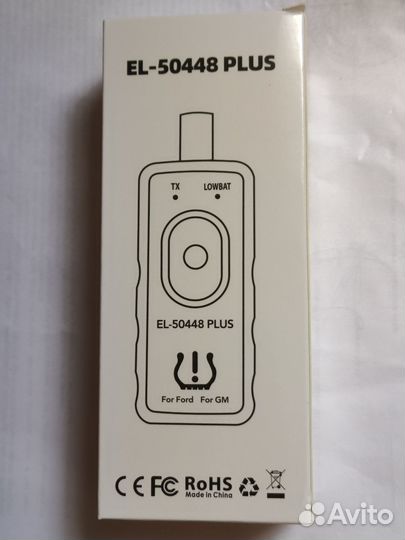 EL-50448 PLUS
TX LOWBAT
EL-50448 PLUS
For Ford For GM
CE FC RoHS
Made in China
Avito